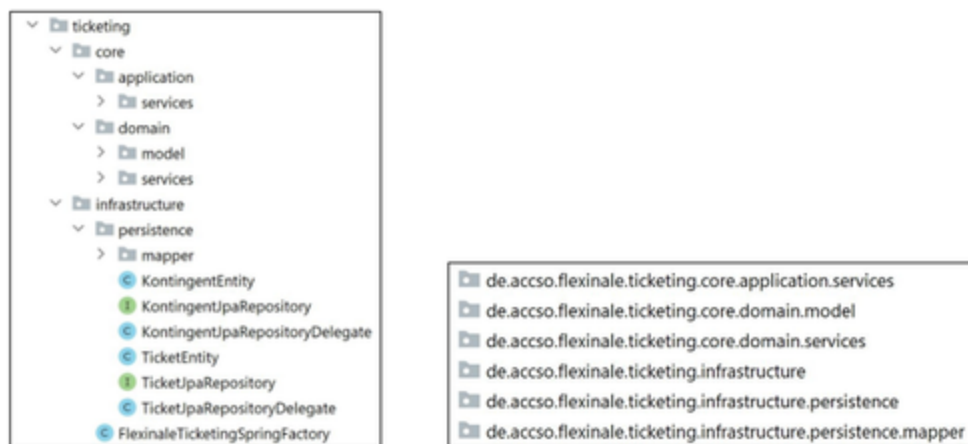 ticketing
core
application
services
domain
model
services
infrastructure
persistence
mapper
KontingentEntity
KontingentJpaRepository
KontingentJpaRepositoryDelegate
TicketEntity
TicketJpaRepository
TicketJpaRepositoryDelegate
FlexinaleTicketingSpringFactory
de.accso.flexinale.ticketing.core.application.services
de.accso.flexinale.ticketing.core.domain.model
de.accso.flexinale.ticketing.core.domain.services
de.accso.flexinale.ticketing.infrastructure
de.accso.flexinale.ticketing.infrastructure.persistence
de.accso.flexinale.ticketing.infrastructure.persistence.mapper